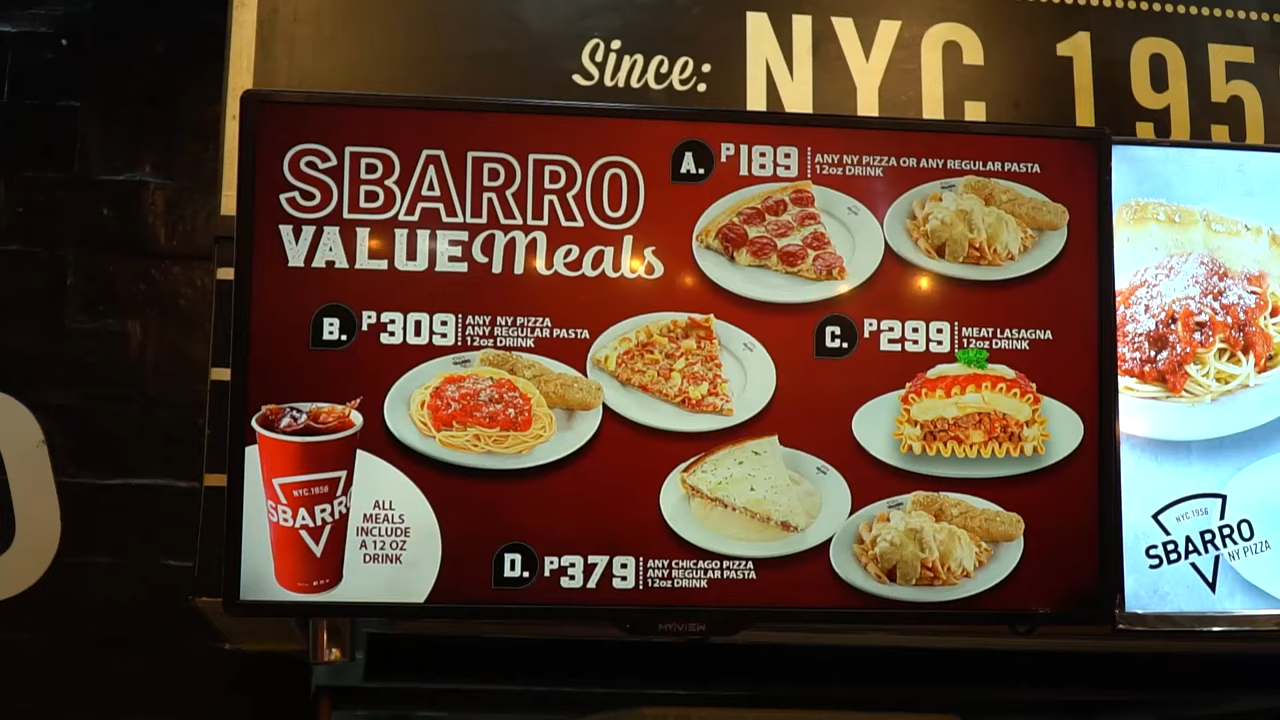 Since: NYC 195
SBARRO
VALUE Meals
A. P189
ANY NY PIZZA OR ANY REGULAR PASTA
12oz DRINK
B. P309
ANY NY PIZZA
ANY REGULAR PASTA
12oz DRINK
C. P299
MEAT LASAGNA
12oz DRINK
NYC.1956
SBARRO
ALL
MEALS
INCLUDE
A 12 OZ
DRINK
D. P379
ANY CHICAGO PIZZA
ANY REGULAR PASTA
12oz DRINK
MYVIEW
NYC.1956
SBARRO
NY PIZZA